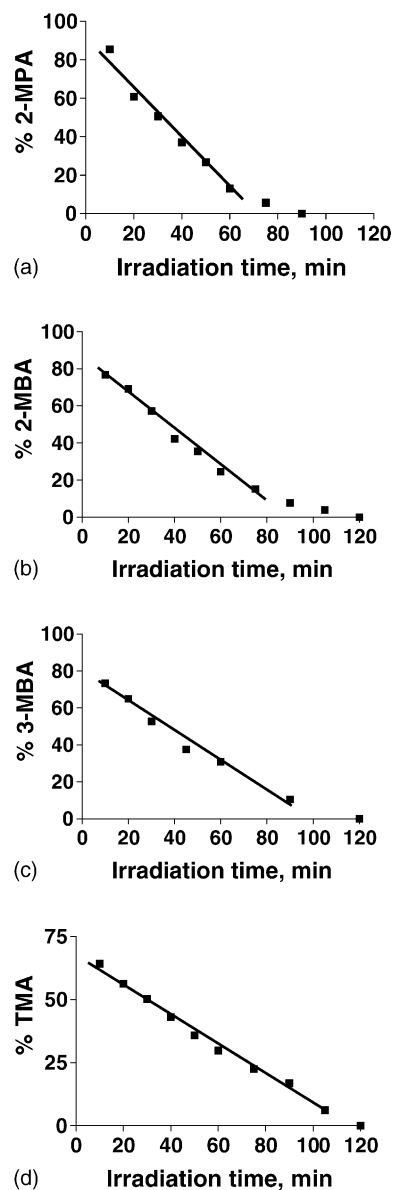 100
80
60
40
20
0
% 2-MPA
0 20 40 60 80 100 120
(a) Irradiation time, min
100
80
60
40
20
0
% 2-MBA
0 20 40 60 80 100 120
(b) Irradiation time, min
100
80
60
40
20
0
% 3-MBA
0 20 40 60 80 100 120
(c) Irradiation time, min
75
50
25
0
% TMA
0 20 40 60 80 100 120
(d) Irradiation time, min